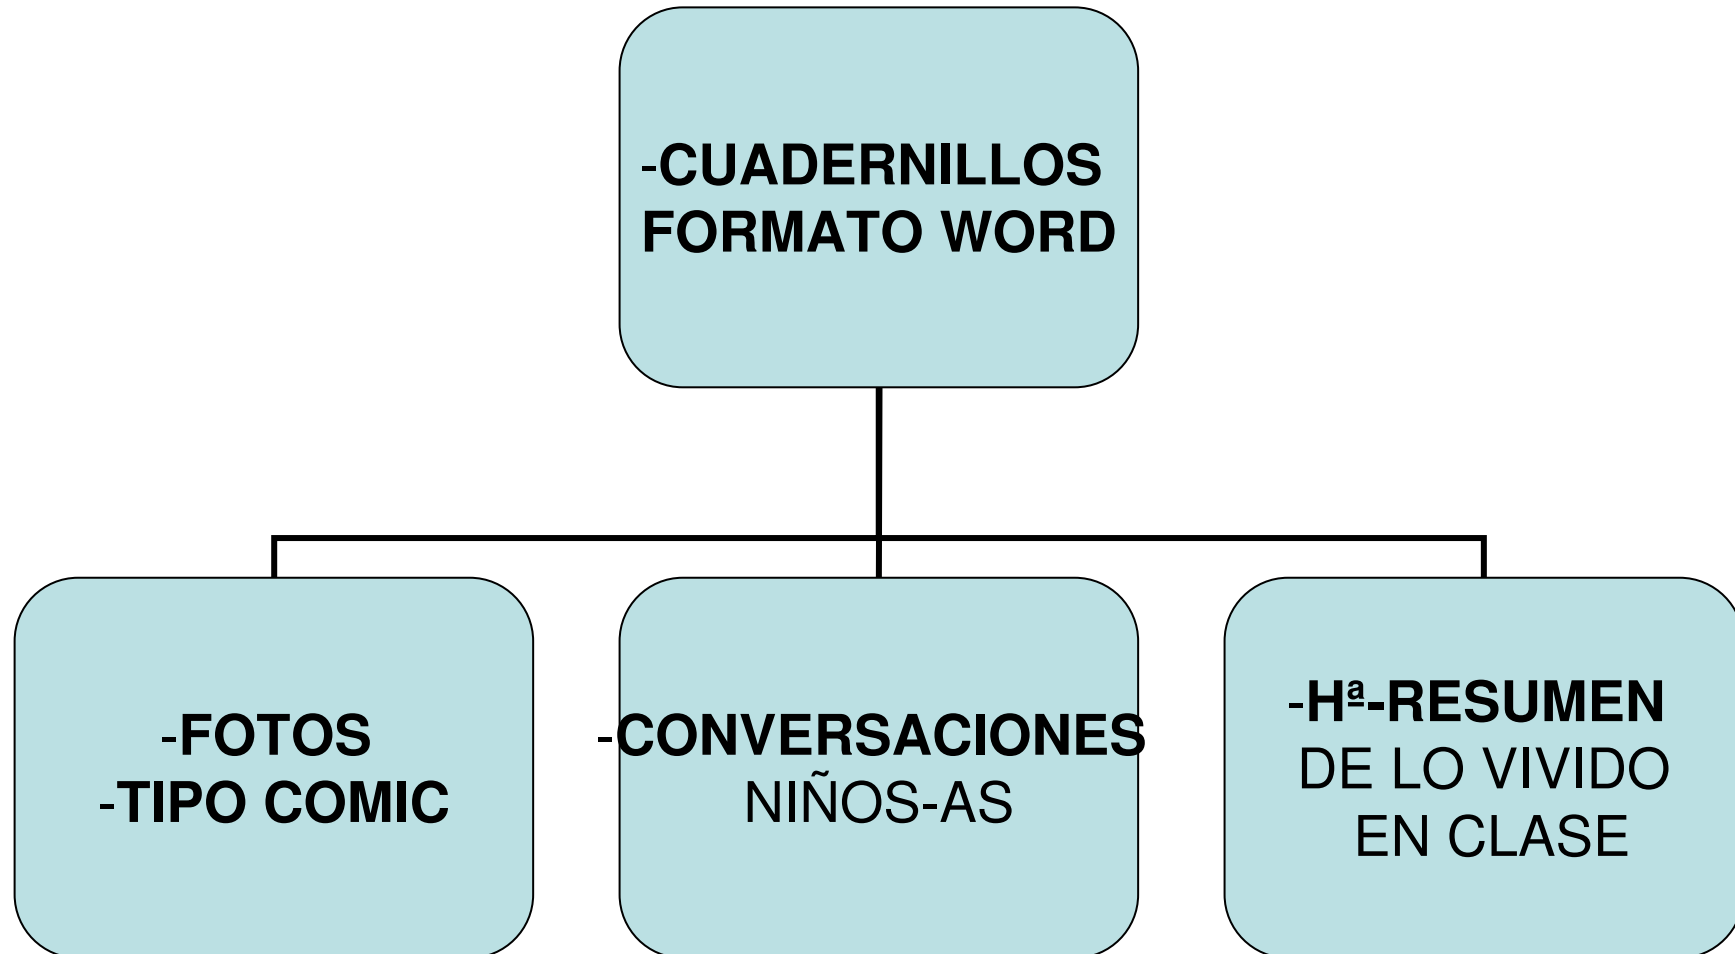 -CUADERNILLOS
FORMATO WORD
-FOTOS
-TIPO COMIC
-CONVERSACIONES
NIÑOS-AS
-Hª-RESUMEN
DE LO VIVIDO
EN CLASE